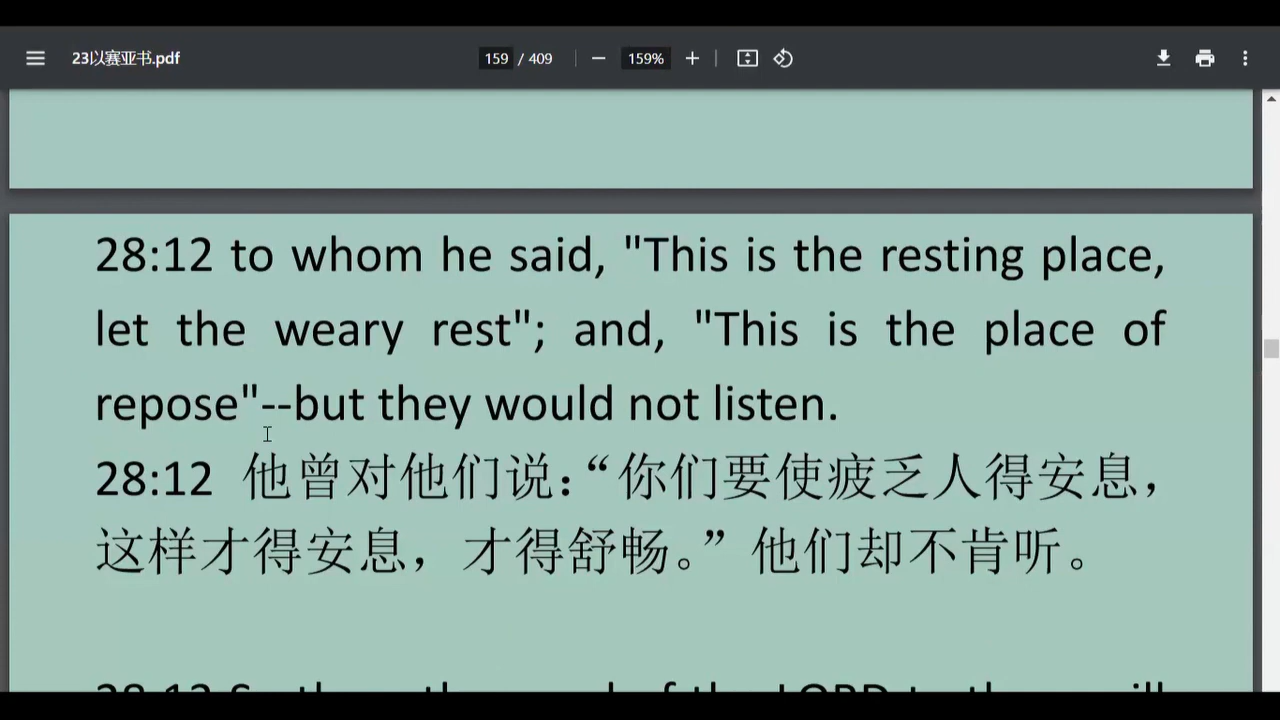 23以赛亚书.pdf
159 / 409
159%
28:12 to whom he said, "This is the resting place,
let the weary rest"; and, "This is the place of
repose"--but they would not listen.
28:12 他曾对他们说：“你们要使疲乏人得安息，
这样才得安息，才得舒畅。”他们却不肯听。